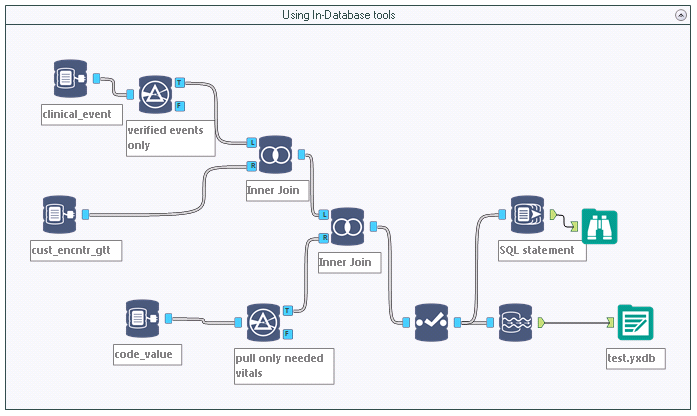 Using In-Database tools
clinical_event
T
F
verified events
only
L
R
Inner Join
cust_encntr_gtt
L
R
Inner Join
SQL statement
code_value
T
F
pull only needed
vitals
test.yxdb